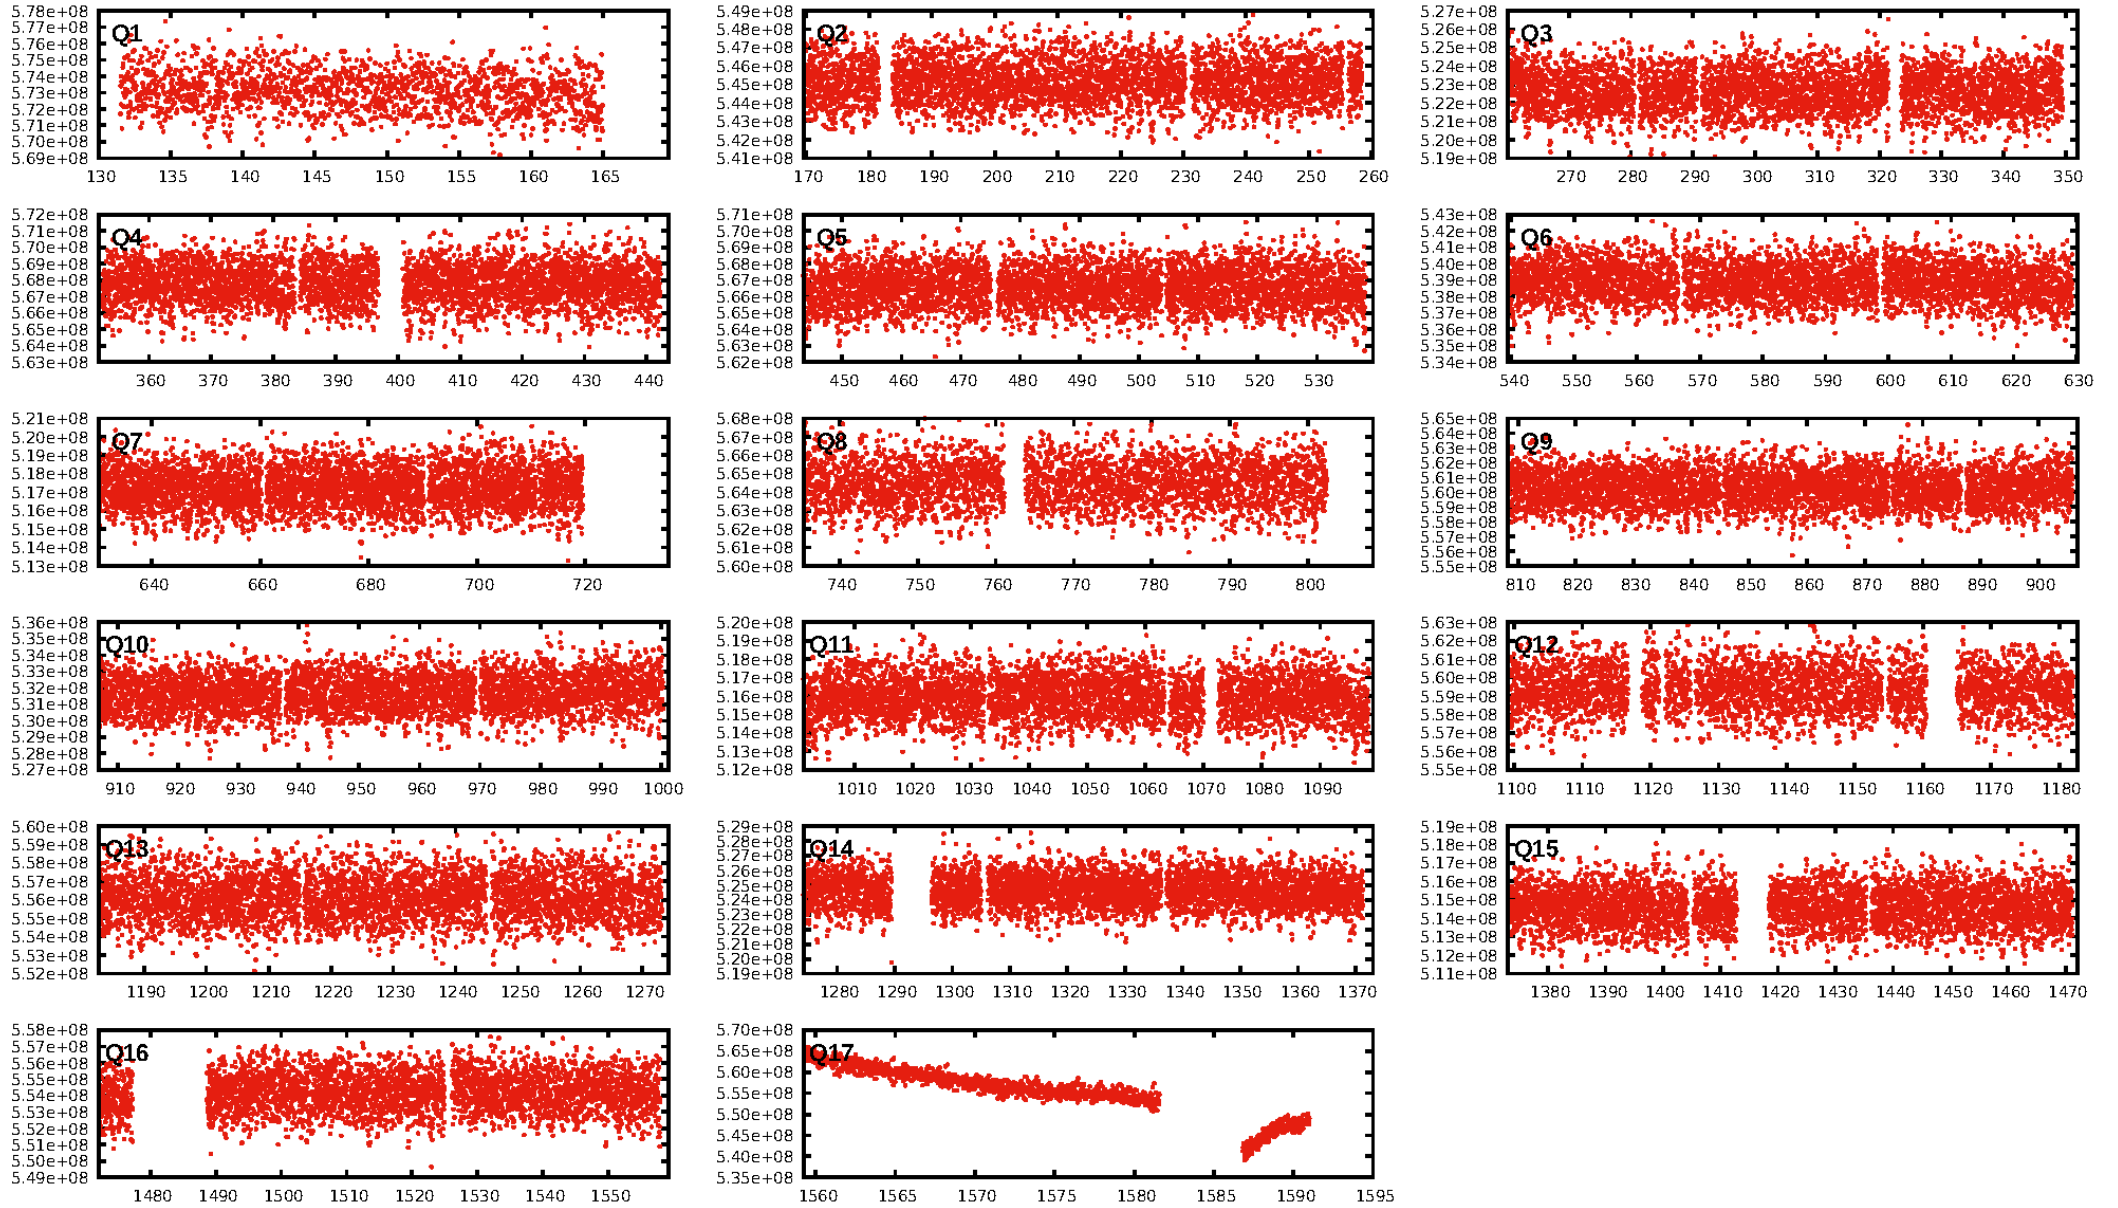 5.78e+08
5.77e+08
5.76e+08
5.75e+08
5.74e+08
5.73e+08
5.72e+08
5.71e+08
5.70e+08
5.69e+08
Q1
130 135 140 145 150 155 160 165
5.49e+08
5.48e+08
5.47e+08
5.46e+08
5.45e+08
5.44e+08
5.43e+08
5.42e+08
5.41e+08
Q2
170 180 190 200 210 220 230 240 250 260
5.27e+08
5.26e+08
5.25e+08
5.24e+08
5.23e+08
5.22e+08
5.21e+08
5.20e+08
5.19e+08
Q3
270 280 290 300 310 320 330 340 350
5.72e+08
5.71e+08
5.70e+08
5.69e+08
5.68e+08
5.67e+08
5.66e+08
5.65e+08
5.64e+08
5.63e+08
Q4
360 370 380 390 400 410 420 430 440
5.71e+08
5.70e+08
5.69e+08
5.68e+08
5.67e+08
5.66e+08
5.65e+08
5.64e+08
5.63e+08
5.62e+08
Q5
450 460 470 480 490 500 510 520 530
5.43e+08
5.42e+08
5.41e+08
5.40e+08
5.39e+08
5.38e+08
5.37e+08
5.36e+08
5.35e+08
5.34e+08
Q6
540 550 560 570 580 590 600 610 620 630
5.21e+08
5.20e+08
5.19e+08
5.18e+08
5.17e+08
5.16e+08
5.15e+08
5.14e+08
5.13e+08
Q7
640 660 680 700 720
5.68e+08
5.67e+08
5.66e+08
5.65e+08
5.64e+08
5.63e+08
5.62e+08
5.61e+08
5.60e+08
Q8
740 750 760 770 780 790 800
5.65e+08
5.64e+08
5.63e+08
5.62e+08
5.61e+08
5.60e+08
5.59e+08
5.58e+08
5.57e+08
5.56e+08
5.55e+08
Q9
810 820 830 840 850 860 870 880 890 900
5.36e+08
5.35e+08
5.34e+08
5.33e+08
5.32e+08
5.31e+08
5.30e+08
5.29e+08
5.28e+08
5.27e+08
Q10
910 920 930 940 950 960 970 980 990 1000
5.20e+08
5.19e+08
5.18e+08
5.17e+08
5.16e+08
5.15e+08
5.14e+08
5.13e+08
5.12e+08
Q11
1010 1020 1030 1040 1050 1060 1070 1080 1090
5.63e+08
5.62e+08
5.61e+08
5.60e+08
5.59e+08
5.58e+08
5.57e+08
5.56e+08
5.55e+08
Q12
1100 1110 1120 1130 1140 1150 1160 1170 1180
5.60e+08
5.59e+08
5.58e+08
5.57e+08
5.56e+08
5.55e+08
5.54e+08
5.53e+08
5.52e+08
Q13
1190 1200 1210 1220 1230 1240 1250 1260 1270
5.29e+08
5.28e+08
5.27e+08
5.26e+08
5.25e+08
5.24e+08
5.23e+08
5.22e+08
5.21e+08
5.20e+08
5.19e+08
Q14
1280 1290 1300 1310 1320 1330 1340 1350 1360 1370
5.19e+08
5.18e+08
5.17e+08
5.16e+08
5.15e+08
5.14e+08
5.13e+08
5.12e+08
5.11e+08
Q15
1380 1390 1400 1410 1420 1430 1440 1450 1460 1470
5.58e+08
5.57e+08
5.56e+08
5.55e+08
5.54e+08
5.53e+08
5.52e+08
5.51e+08
5.50e+08
5.49e+08
Q16
1480 1490 1500 1510 1520 1530 1540 1550
5.70e+08
5.65e+08
5.60e+08
5.55e+08
5.50e+08
5.45e+08
5.40e+08
5.35e+08
Q17
1560 1565 1570 1575 1580 1585 1590 1595